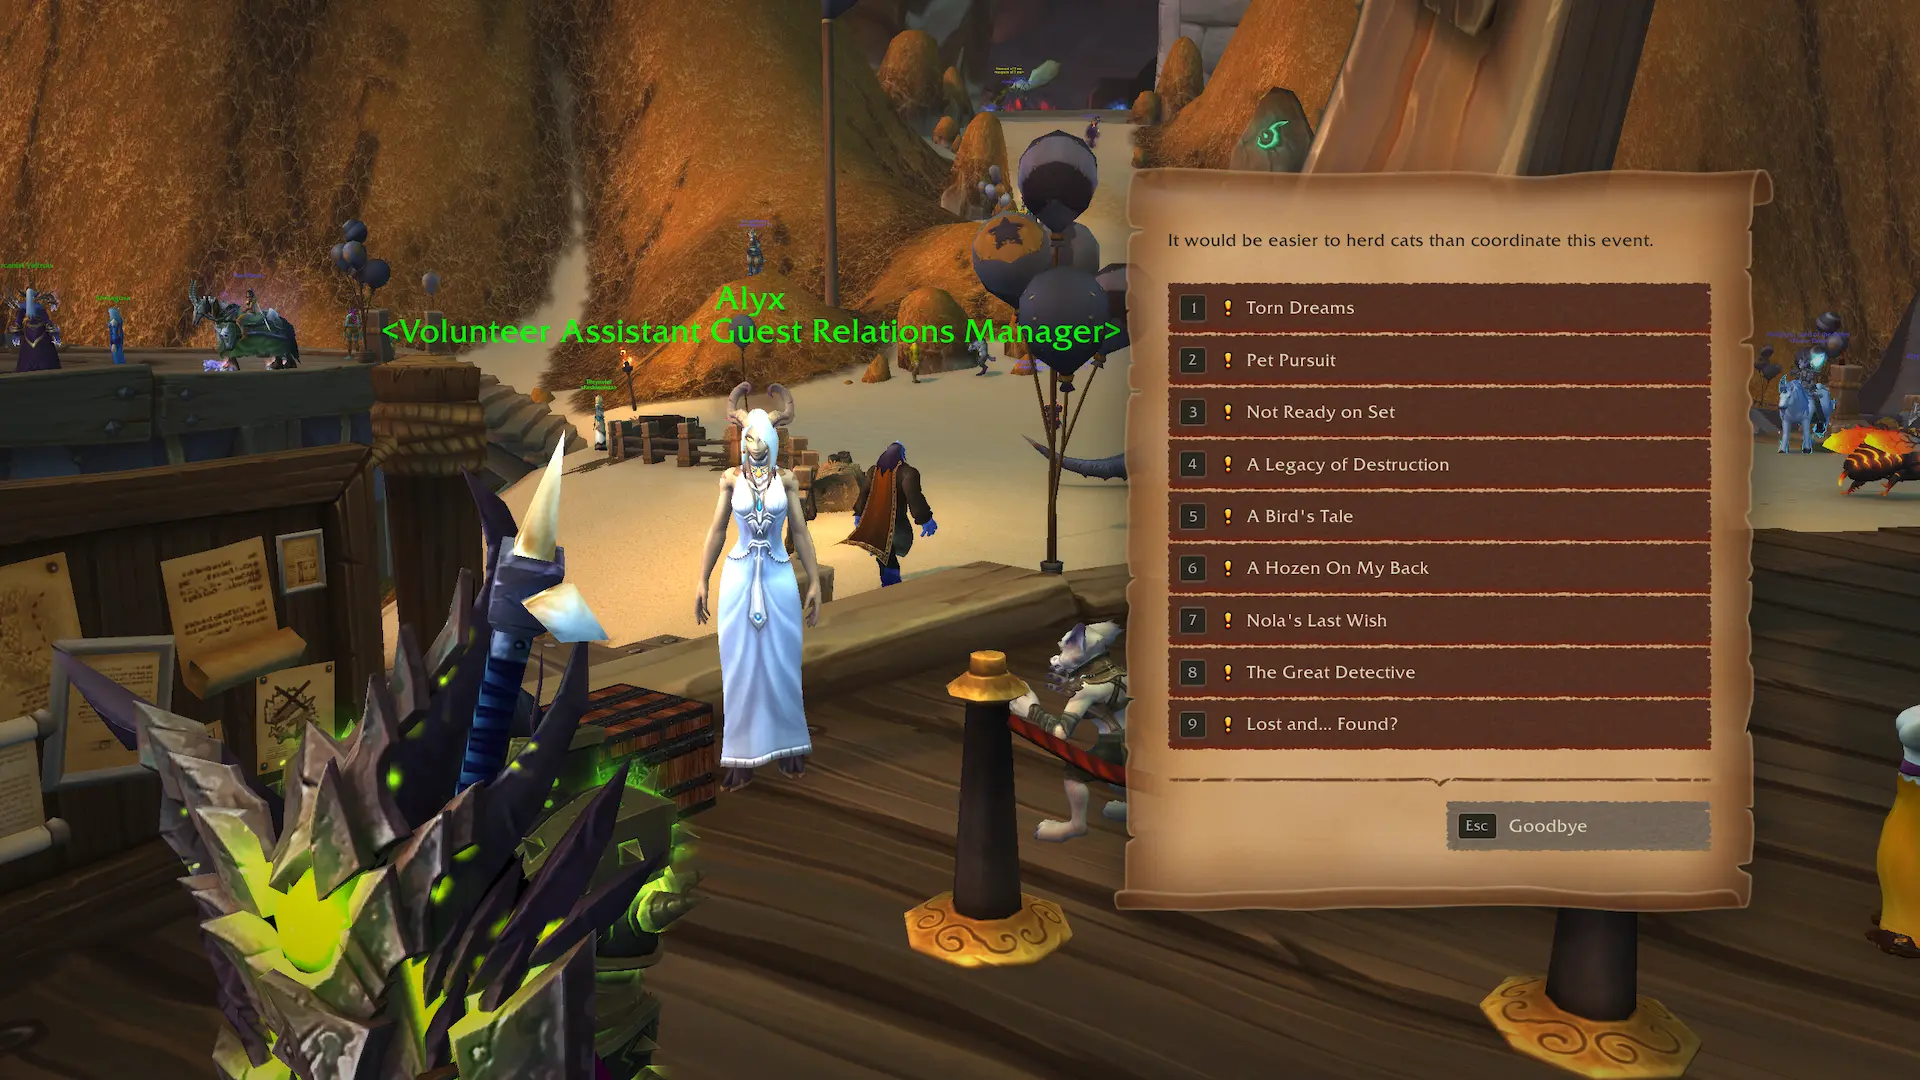 Alyx
<Volunteer Assistant Guest Relations Manager>
It would be easier to herd cats than coordinate this event.
1 ! Torn Dreams
2 ! Pet Pursuit
3 ! Not Ready on Set
4 ! A Legacy of Destruction
5 ! A Bird's Tale
6 ! A Hozen On My Back
7 ! Nola's Last Wish
8 ! The Great Detective
9 ! Lost and... Found?
Esc Goodbye